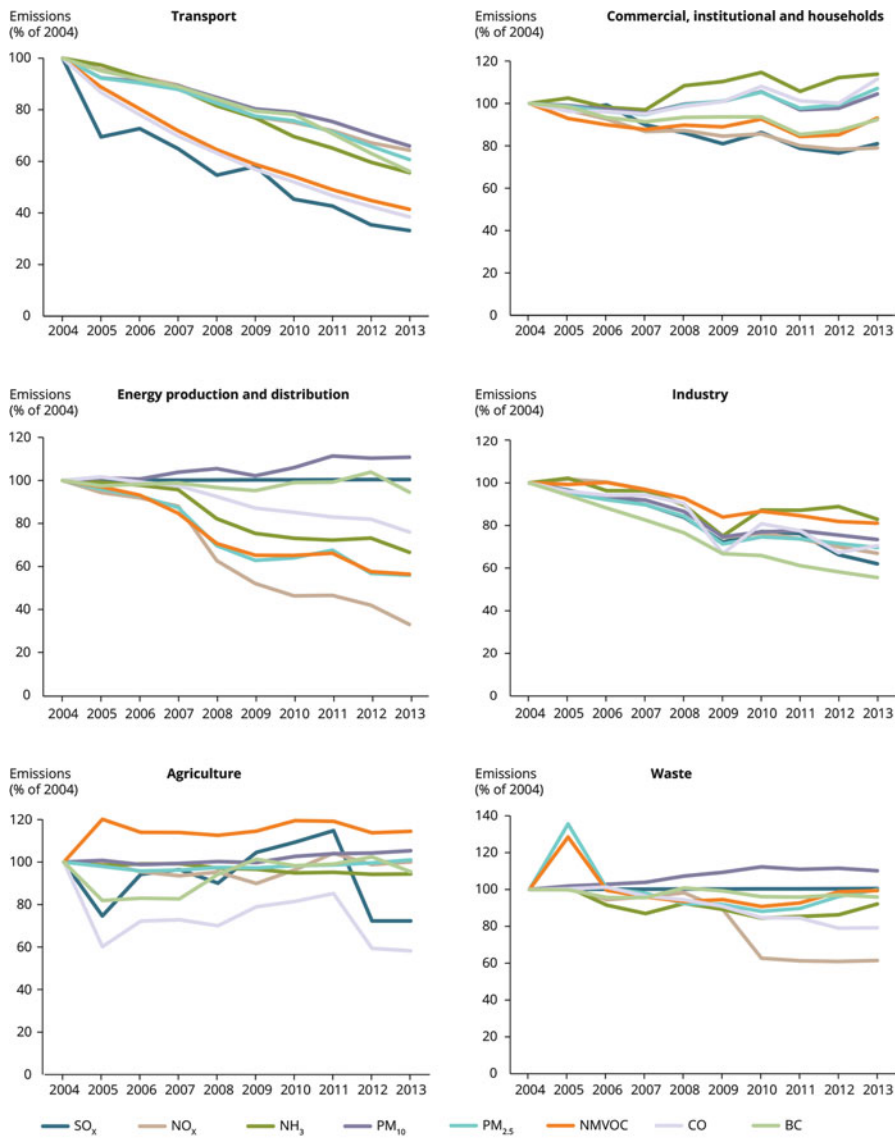 Emissions
(% of 2004)
Transport
100
80
60
40
20
0
2004 2005 2006 2007 2008 2009 2010 2011 2012 2013
Emissions
(% of 2004)
Commercial, institutional and households
120
100
80
60
40
20
0
2004 2005 2006 2007 2008 2009 2010 2011 2012 2013
Emissions
(% of 2004)
Energy production and distribution
120
100
80
60
40
20
0
2004 2005 2006 2007 2008 2009 2010 2011 2012 2013
Emissions
(% of 2004)
Industry
120
100
80
60
40
20
0
2004 2005 2006 2007 2008 2009 2010 2011 2012 2013
Emissions
(% of 2004)
Agriculture
120
100
80
60
40
20
0
2004 2005 2006 2007 2008 2009 2010 2011 2012 2013
Emissions
(% of 2004)
Waste
140
120
100
80
60
40
20
0
2004 2005 2006 2007 2008 2009 2010 2011 2012 2013
SOₓ NOₓ NH₃ PM₁₀ PM₂.₅ NMVOC CO BC